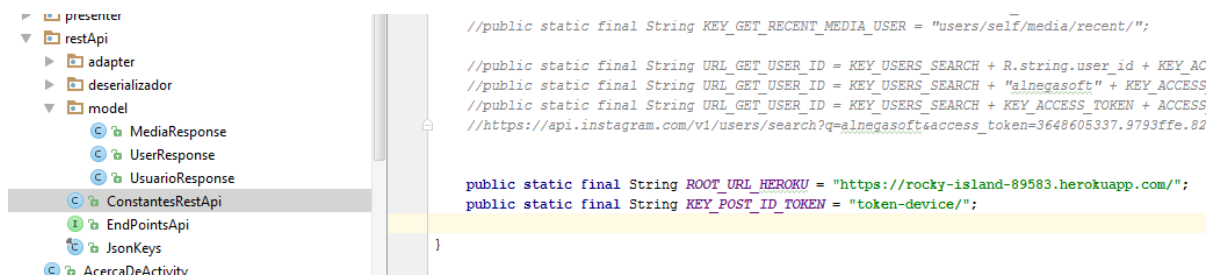 presenter
restApi
adapter
deserializador
model
MediaResponse
UserResponse
UsuarioResponse
ConstantesRestApi
EndPointsApi
JsonKeys
AcercaDeActivity
//public static final String KEY_GET_RECENT_MEDIA_USER = "users/self/media/recent/";
//public static final String URL_GET_USER_ID = KEY_USERS_SEARCH + R.string.user_id + KEY_AC
//public static final String URL_GET_USER_ID = KEY_USERS_SEARCH + "alnegasoft" + KEY_ACCESS
//public static final String URL_GET_USER_ID = KEY_USERS_SEARCH + KEY_ACCESS_TOKEN + ACCESS
//https://api.instagram.com/v1/users/search?q=alnegasoft&access_token=3648605337.9793ffe.82
public static final String ROOT_URL_HEROKU = "https://rocky-island-89583.herokuapp.com/";
public static final String KEY_POST_ID_TOKEN = "token-device/";
}